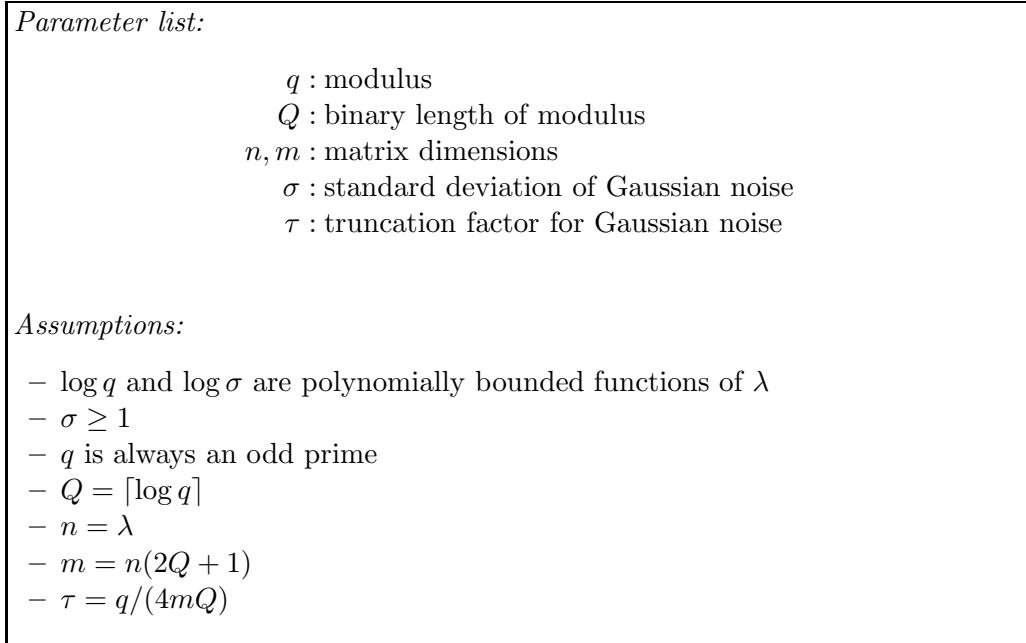 Parameter list:
q : modulus
Q : binary length of modulus
n, m : matrix dimensions
σ : standard deviation of Gaussian noise
τ : truncation factor for Gaussian noise
Assumptions:
– log q and log σ are polynomially bounded functions of λ
– σ ≥ 1
– q is always an odd prime
– Q = ⌈log q⌉
– n = λ
– m = n(2Q + 1)
– τ = q/(4mQ)